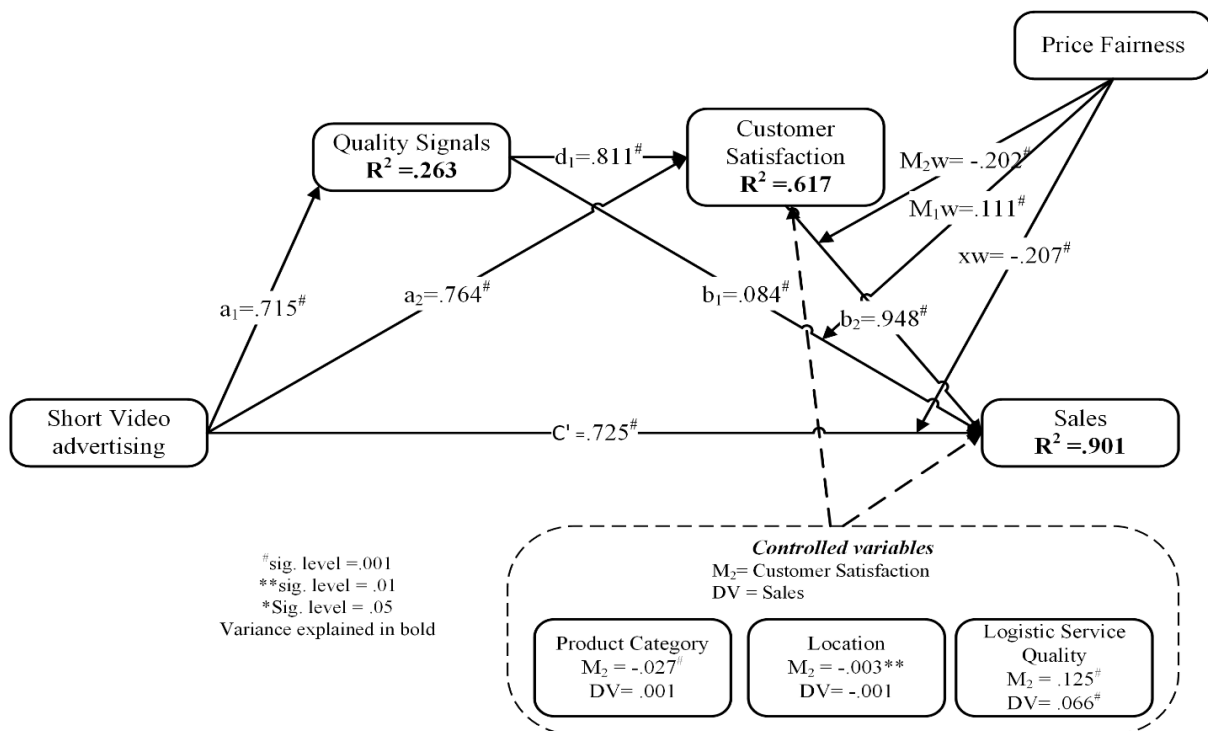 Price Fairness
Quality Signals
R² =.263
d₁=.811#
Customer
Satisfaction
R² =.617
M₂w= -.202#
M₁w=.111#
xw= -.207#
a₁=.715#
a₂=.764#
b₁=.084#
b₂=.948#
Short Video
advertising
C' =.725#
Sales
R² =.901
#sig. level =.001
**sig. level = .01
*Sig. level = .05
Variance explained in bold
Controlled variables
M₂= Customer Satisfaction
DV = Sales
Product Category
M₂ = -.027#
DV= .001
Location
M₂ = -.003**
DV= -.001
Logistic Service
Quality
M₂ = .125#
DV= .066#